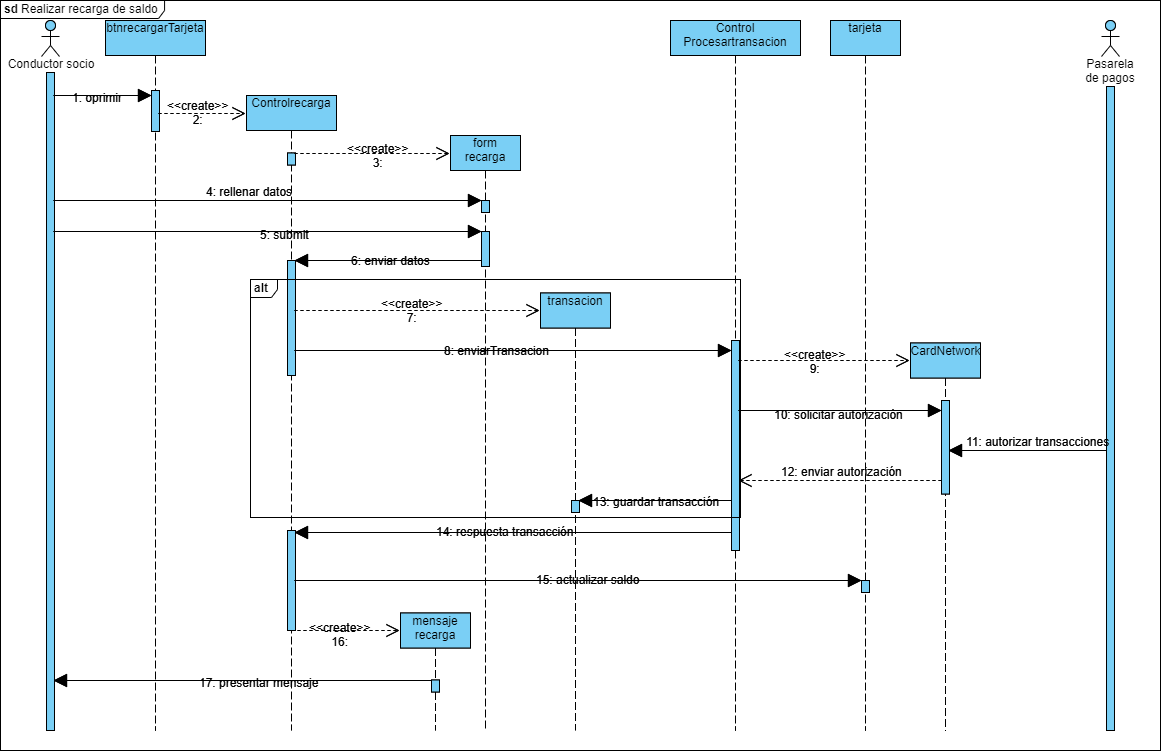 sd Realizar recarga de saldo
Conductor socio
btnrecargarTarjeta
Control
Procesartransacion
tarjeta
Pasarela
de pagos
1: oprimir
<<create>>
2:
Controlrecarga
<<create>>
3:
form
recarga
4: rellenar datos
5: submit
6: enviar datos
alt
<<create>>
7:
transacion
8: enviarTransacion
<<create>>
9:
CardNetwork
10: solicitar autorización
11: autorizar transacciones
12: enviar autorización
13: guardar transacción
14: respuesta transacción
15: actualizar saldo
<<create>>
16:
mensaje
recarga
17: presentar mensaje